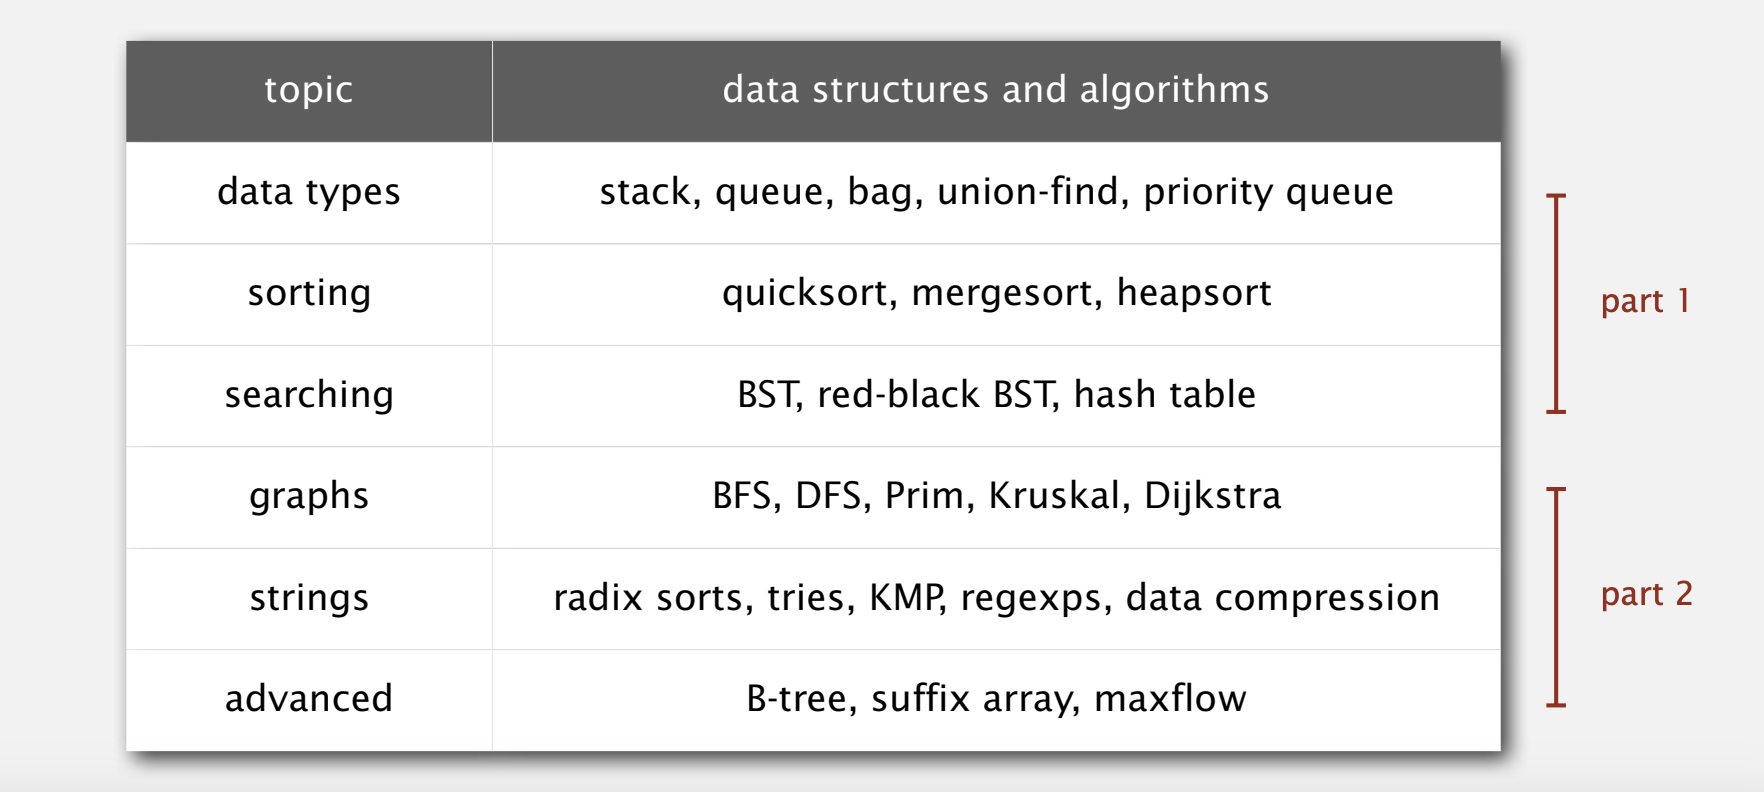 topic data structures and algorithms
data types stack, queue, bag, union-find, priority queue
sorting quicksort, mergesort, heapsort
part 1
searching BST, red-black BST, hash table
graphs BFS, DFS, Prim, Kruskal, Dijkstra
strings radix sorts, tries, KMP, regexps, data compression
part 2
advanced B-tree, suffix array, maxflow